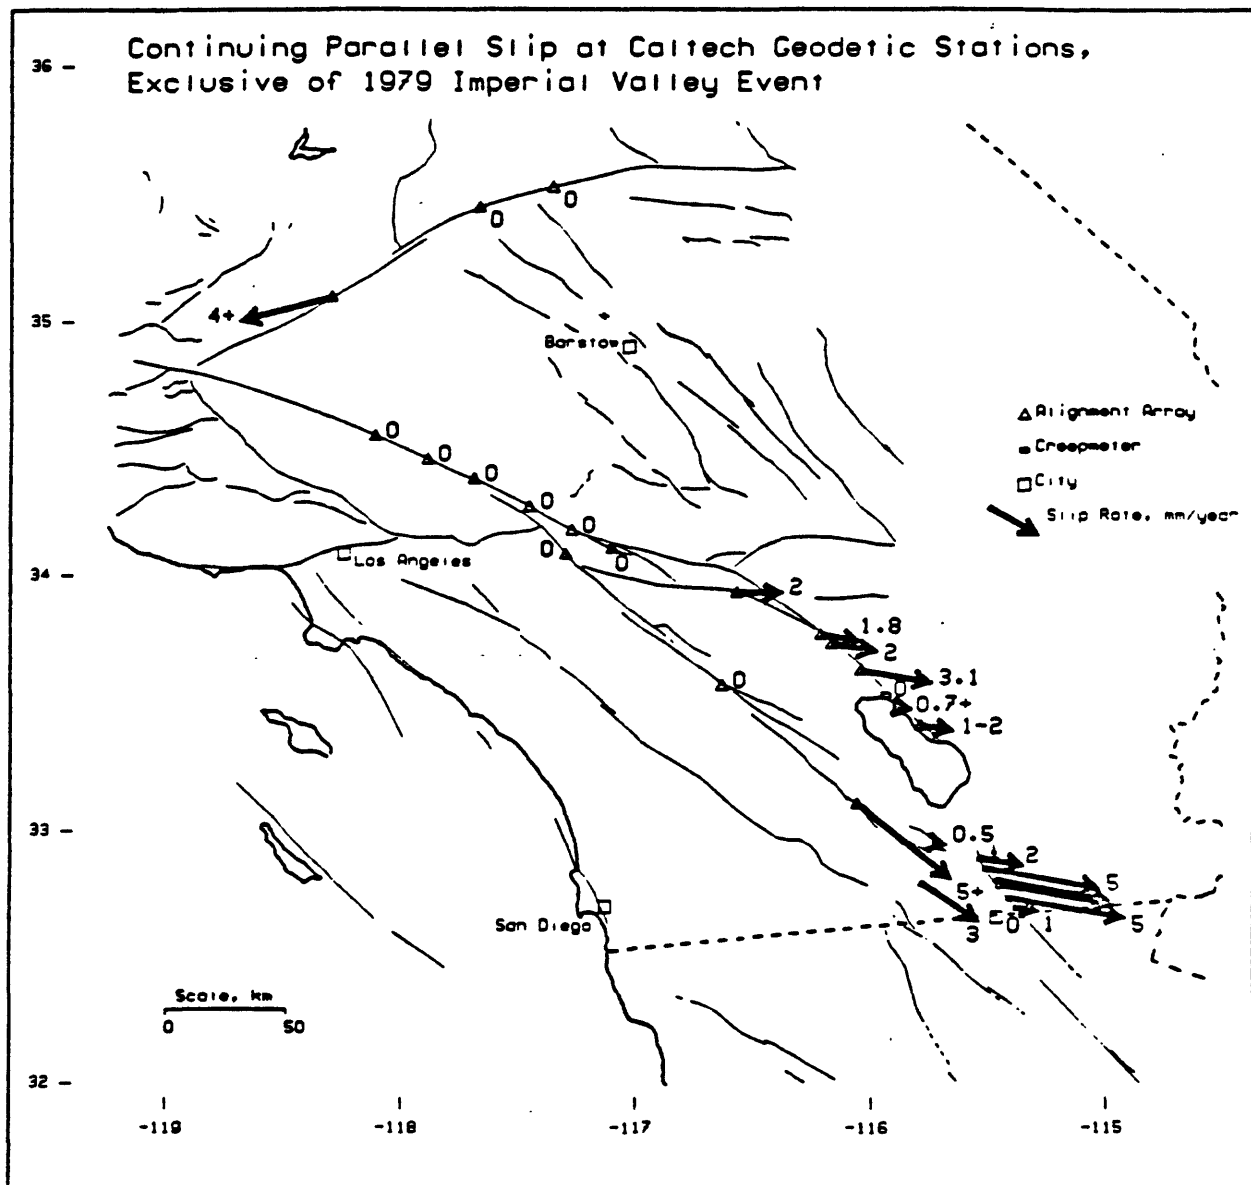 Continuing Parallel Slip at Caltech Geodetic Stations,
Exclusive of 1979 Imperial Valley Event
36
0
0
4+
35
Barstow
Alignment Array
Creepmeter
City
Slip Rate, mm/year
0
0
0
0
0
0
0
Los Angeles
34
2
1.8
2
3.1
0
0
0.7+
1-2
33
0.5
2
5+
5
San Diego
3
0
1
5
Scale, km
0 50
32
-119 -118 -117 -116 -115